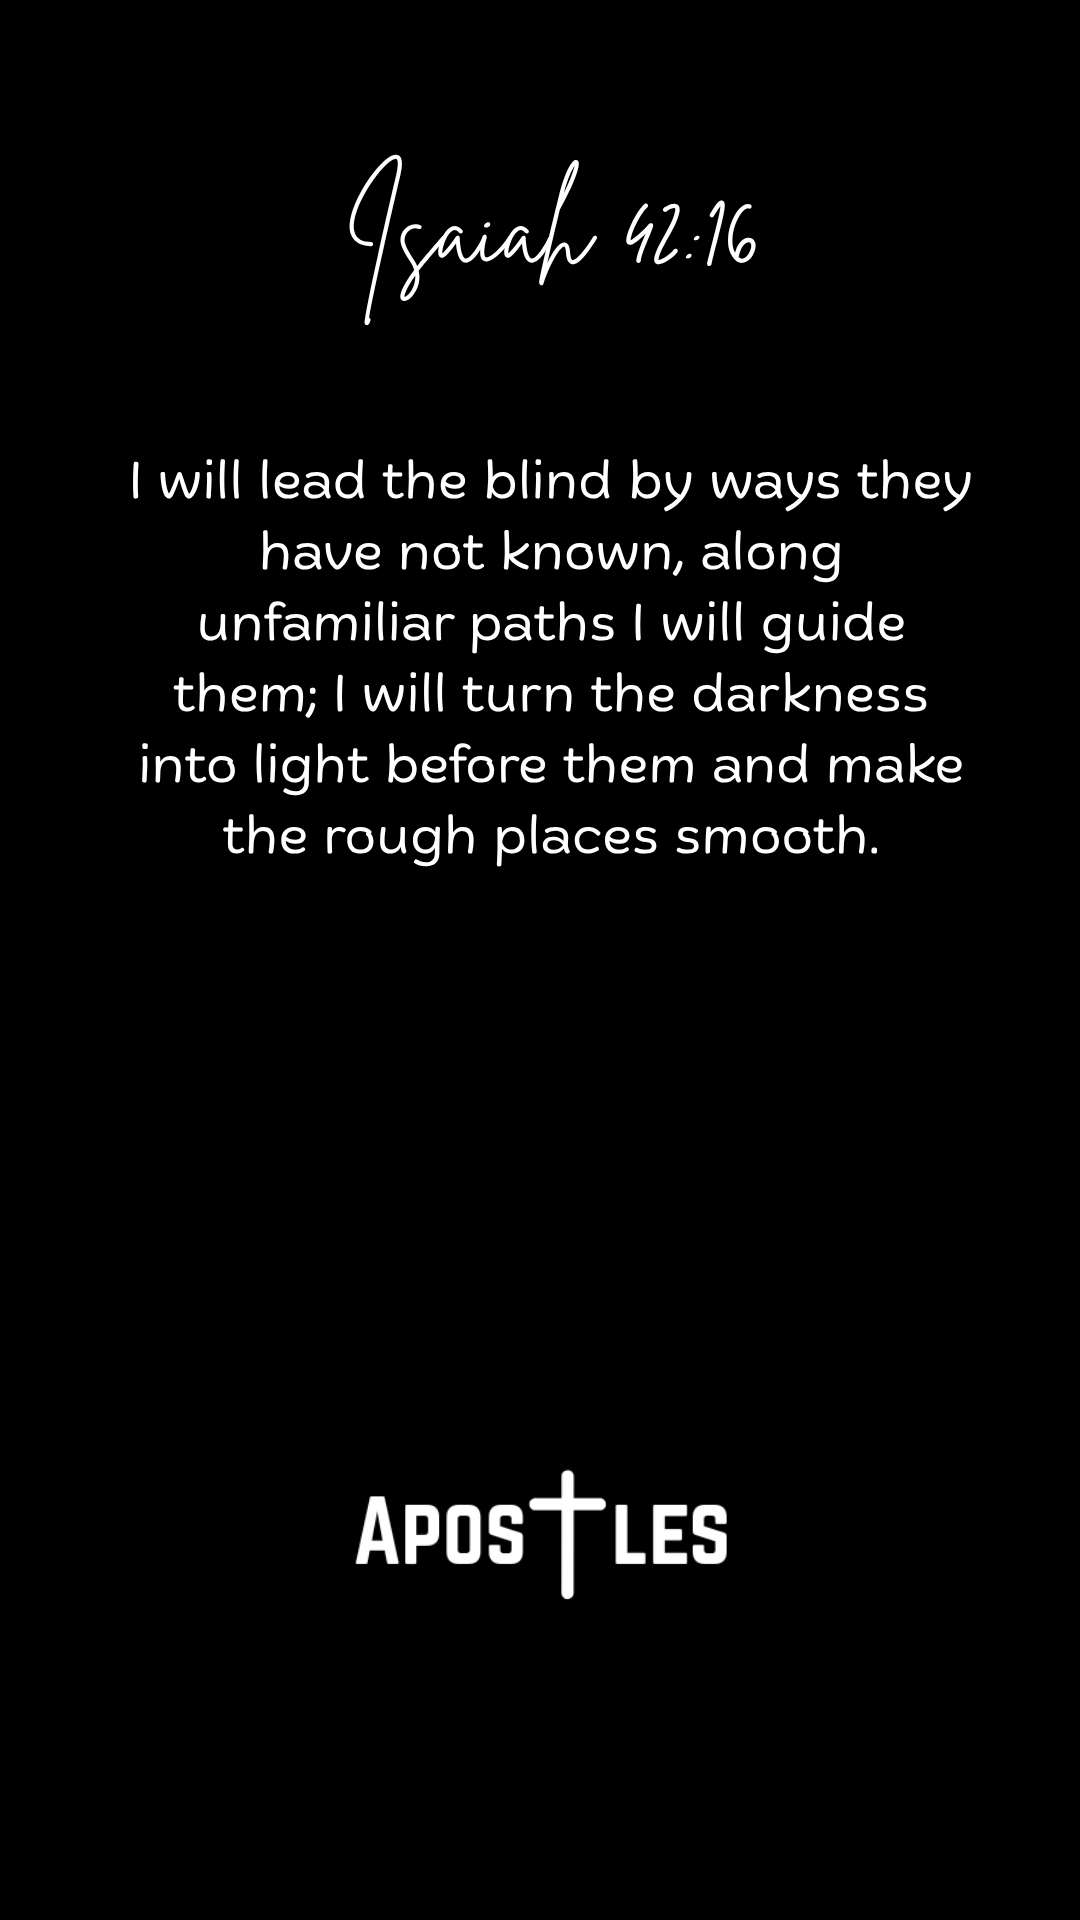 Isaiah 42:16
I will lead the blind by ways they
have not known, along
unfamiliar paths I will guide
them; I will turn the darkness
into light before them and make
the rough places smooth.
APOSTLES